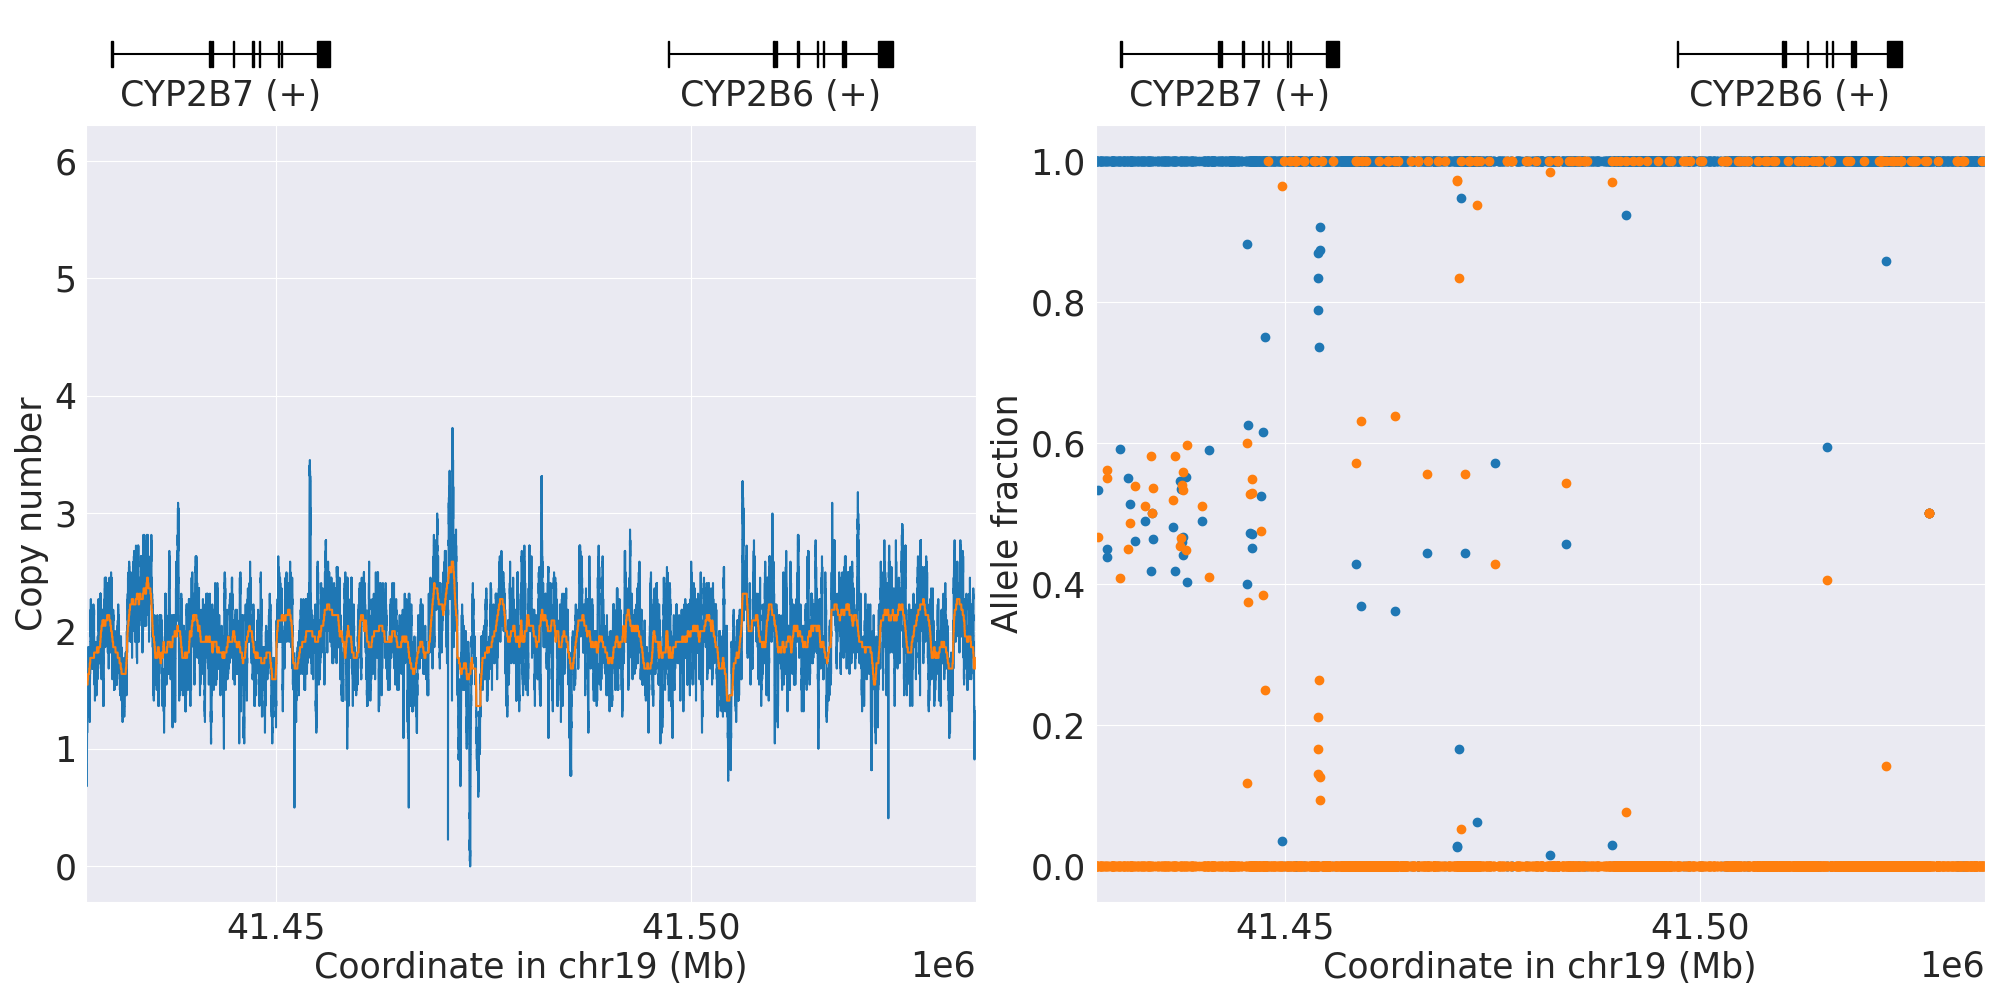 CYP2B7 (+)
CYP2B6 (+)
6
5
4
3
2
1
0
Copy number
41.45
41.50
Coordinate in chr19 (Mb)
1e6
CYP2B7 (+)
CYP2B6 (+)
1.0
0.8
0.6
0.4
0.2
0.0
Allele fraction
41.45
41.50
Coordinate in chr19 (Mb)
1e6